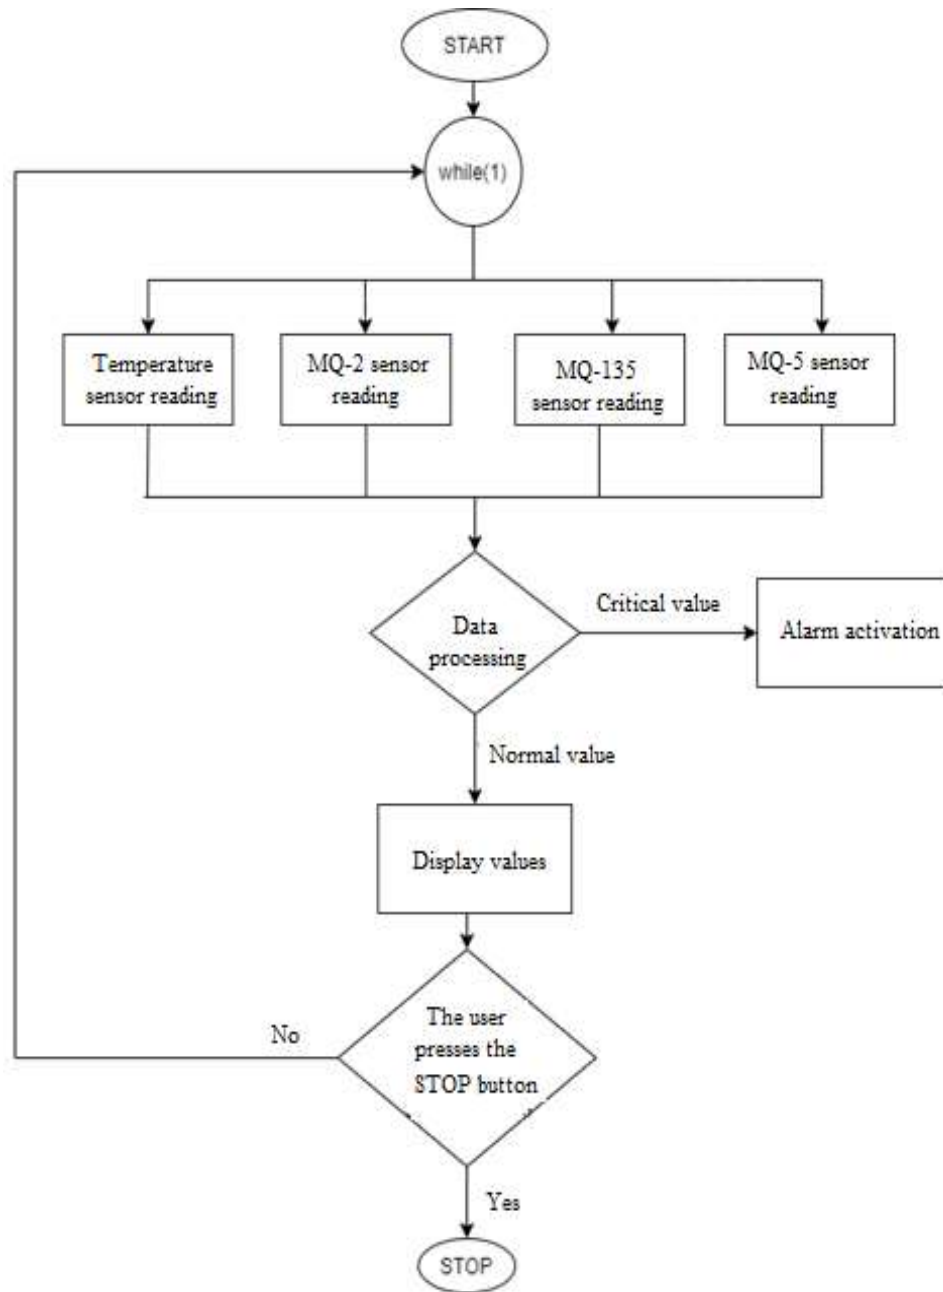 START
while(1)
Temperature
sensor reading
MQ-2 sensor
reading
MQ-135
sensor reading
MQ-5 sensor
reading
Data
processing
Critical value
Alarm activation
Normal value
Display values
The user
presses the
STOP button
No
Yes
STOP